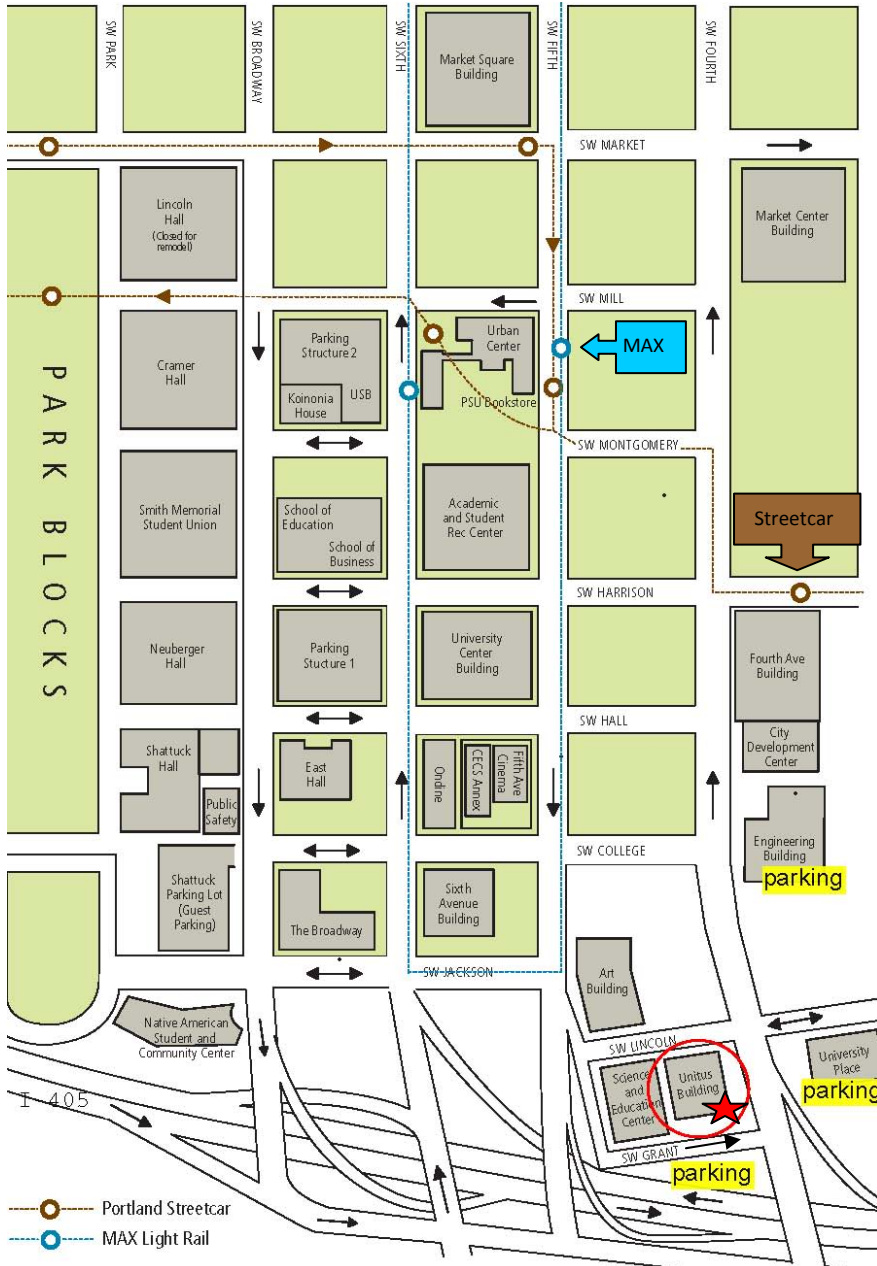 SW PARK
SW BROADWAY
SW SIXTH
SW FIFTH
SW FOURTH
Market Square
Building
SW MARKET
Lincoln
Hall
(Closed for
remodel)
Market Center
Building
SW MILL
Parking
Structure 2
Koinonia
House
USB
Urban
Center
PSU Bookstore
MAX
Cramer
Hall
PARK BLOCKS
SW MONTGOMERY
Smith Memorial
Student Union
School of
Education
School of
Business
Academic
and Student
Rec Center
Streetcar
SW HARRISON
Neuberger
Hall
Parking
Stucture 1
University
Center
Building
Fourth Ave
Building
SW HALL
City
Development
Center
Shattuck
Hall
Public
Safety
East
Hall
Ondine
CECS Annex
Fifth Ave
Cinema
Engineering
Building
parking
SW COLLEGE
Shattuck
Parking Lot
(Guest
Parking)
The Broadway
Sixth
Avenue
Building
SW JACKSON
Art
Building
Native American
Student and
Community Center
SW LINCOLN
Science
and
Education
Center
Unitus
Building
University
Place
parking
I 405
SW GRANT
parking
Portland Streetcar
MAX Light Rail